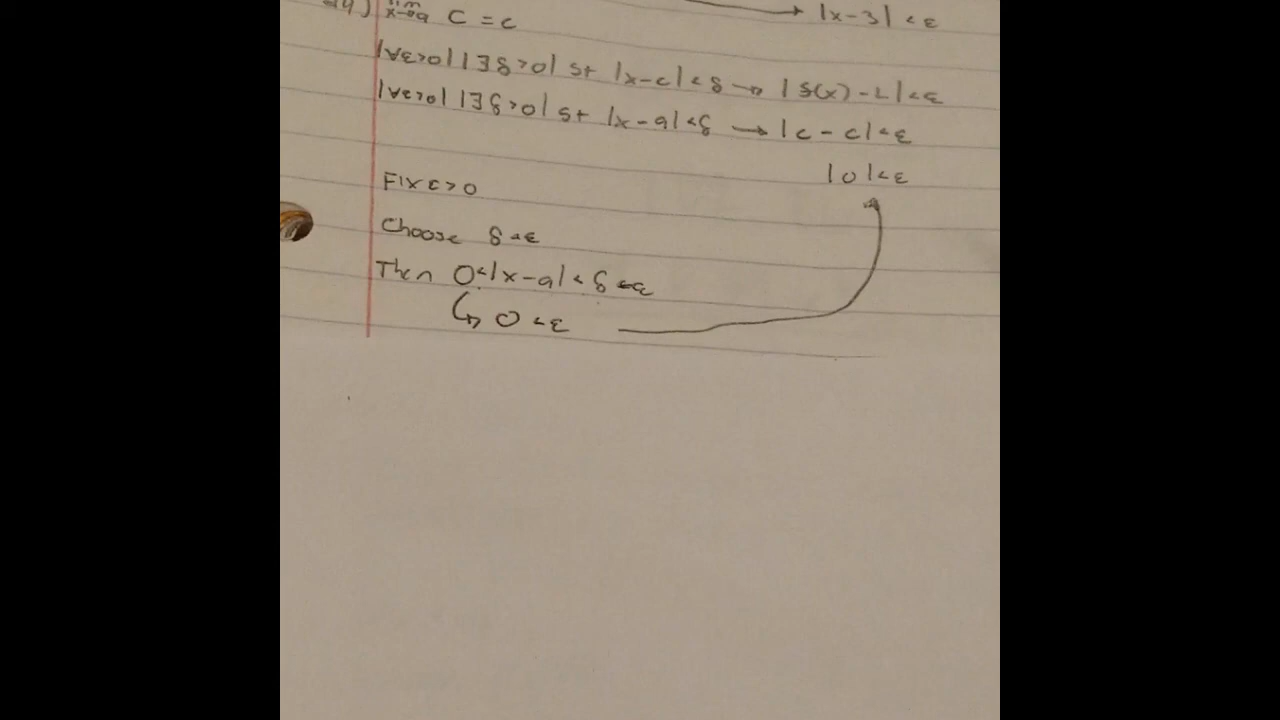 → |x-3| < ε
lim x→a C = c
|∀ε>0| |∃δ>0| st |x-c| < δ → |f(x)-L| < ε
|∀ε>0| |∃δ>0| st |x-a| < δ → |c-c| < ε
|0| < ε
Fix ε>0
Choose δ=ε
Then 0<|x-a| < δ = ε
↪ 0 < ε